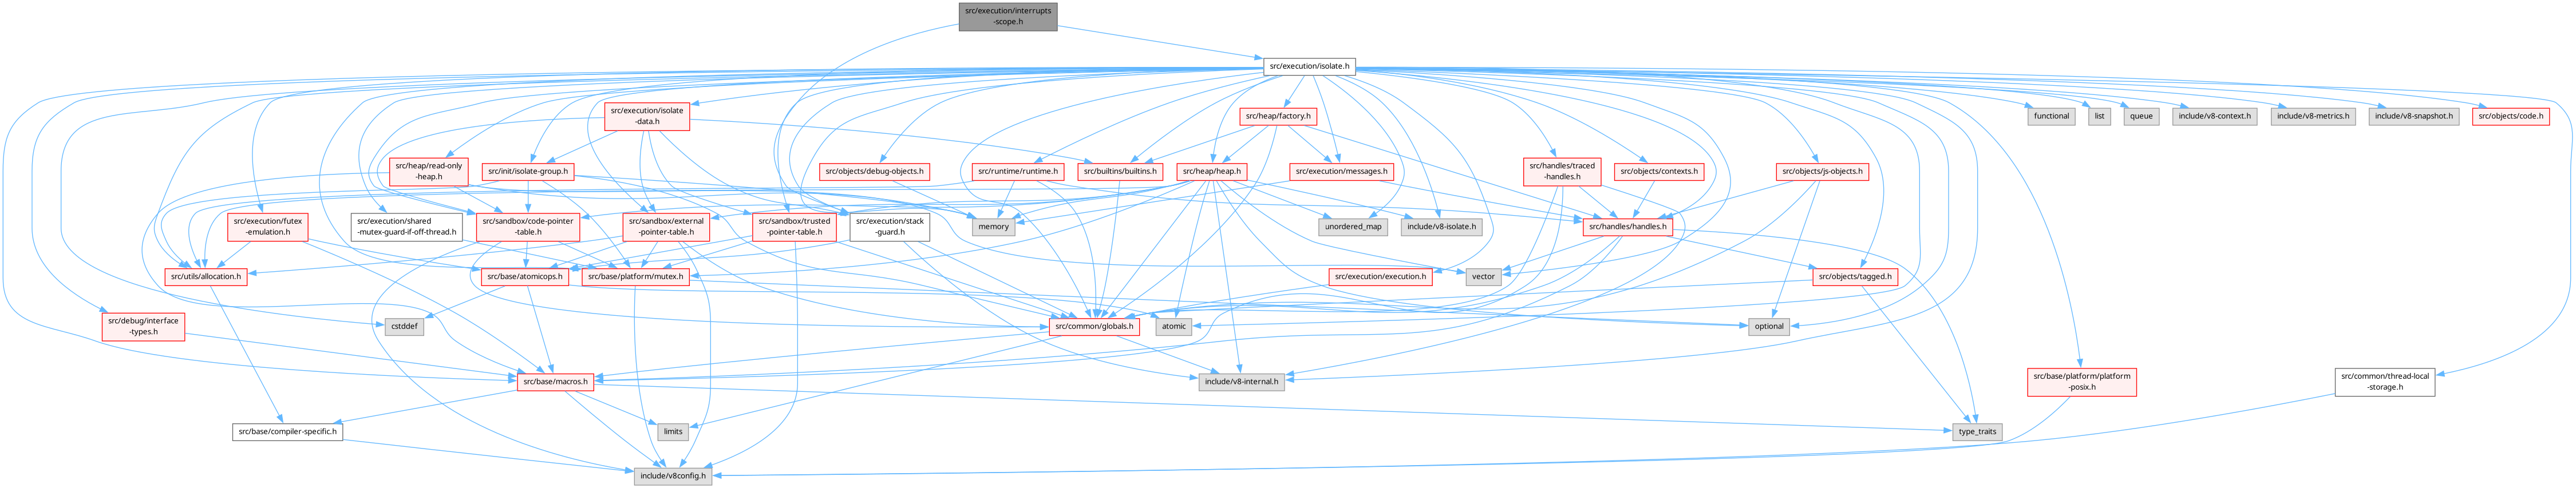 src/execution/interrupts
-scope.h
src/execution/isolate.h
src/execution/isolate
-data.h
src/heap/factory.h
functional
list
queue
include/v8-context.h
include/v8-metrics.h
include/v8-snapshot.h
src/objects/code.h
src/heap/read-only
-heap.h
src/init/isolate-group.h
src/objects/debug-objects.h
src/runtime/runtime.h
src/builtins/builtins.h
src/heap/heap.h
src/execution/messages.h
src/handles/traced
-handles.h
src/objects/contexts.h
src/objects/js-objects.h
src/execution/futex
-emulation.h
src/execution/shared
-mutex-guard-if-off-thread.h
src/sandbox/code-pointer
-table.h
src/sandbox/external
-pointer-table.h
src/sandbox/trusted
-pointer-table.h
src/execution/stack
-guard.h
memory
unordered_map
include/v8-isolate.h
src/handles/handles.h
src/utils/allocation.h
src/base/atomicops.h
src/base/platform/mutex.h
src/execution/execution.h
vector
src/objects/tagged.h
src/debug/interface
-types.h
cstddef
src/common/globals.h
atomic
optional
src/base/macros.h
include/v8-internal.h
src/base/platform/platform
-posix.h
src/common/thread-local
-storage.h
src/base/compiler-specific.h
limits
type_traits
include/v8config.h